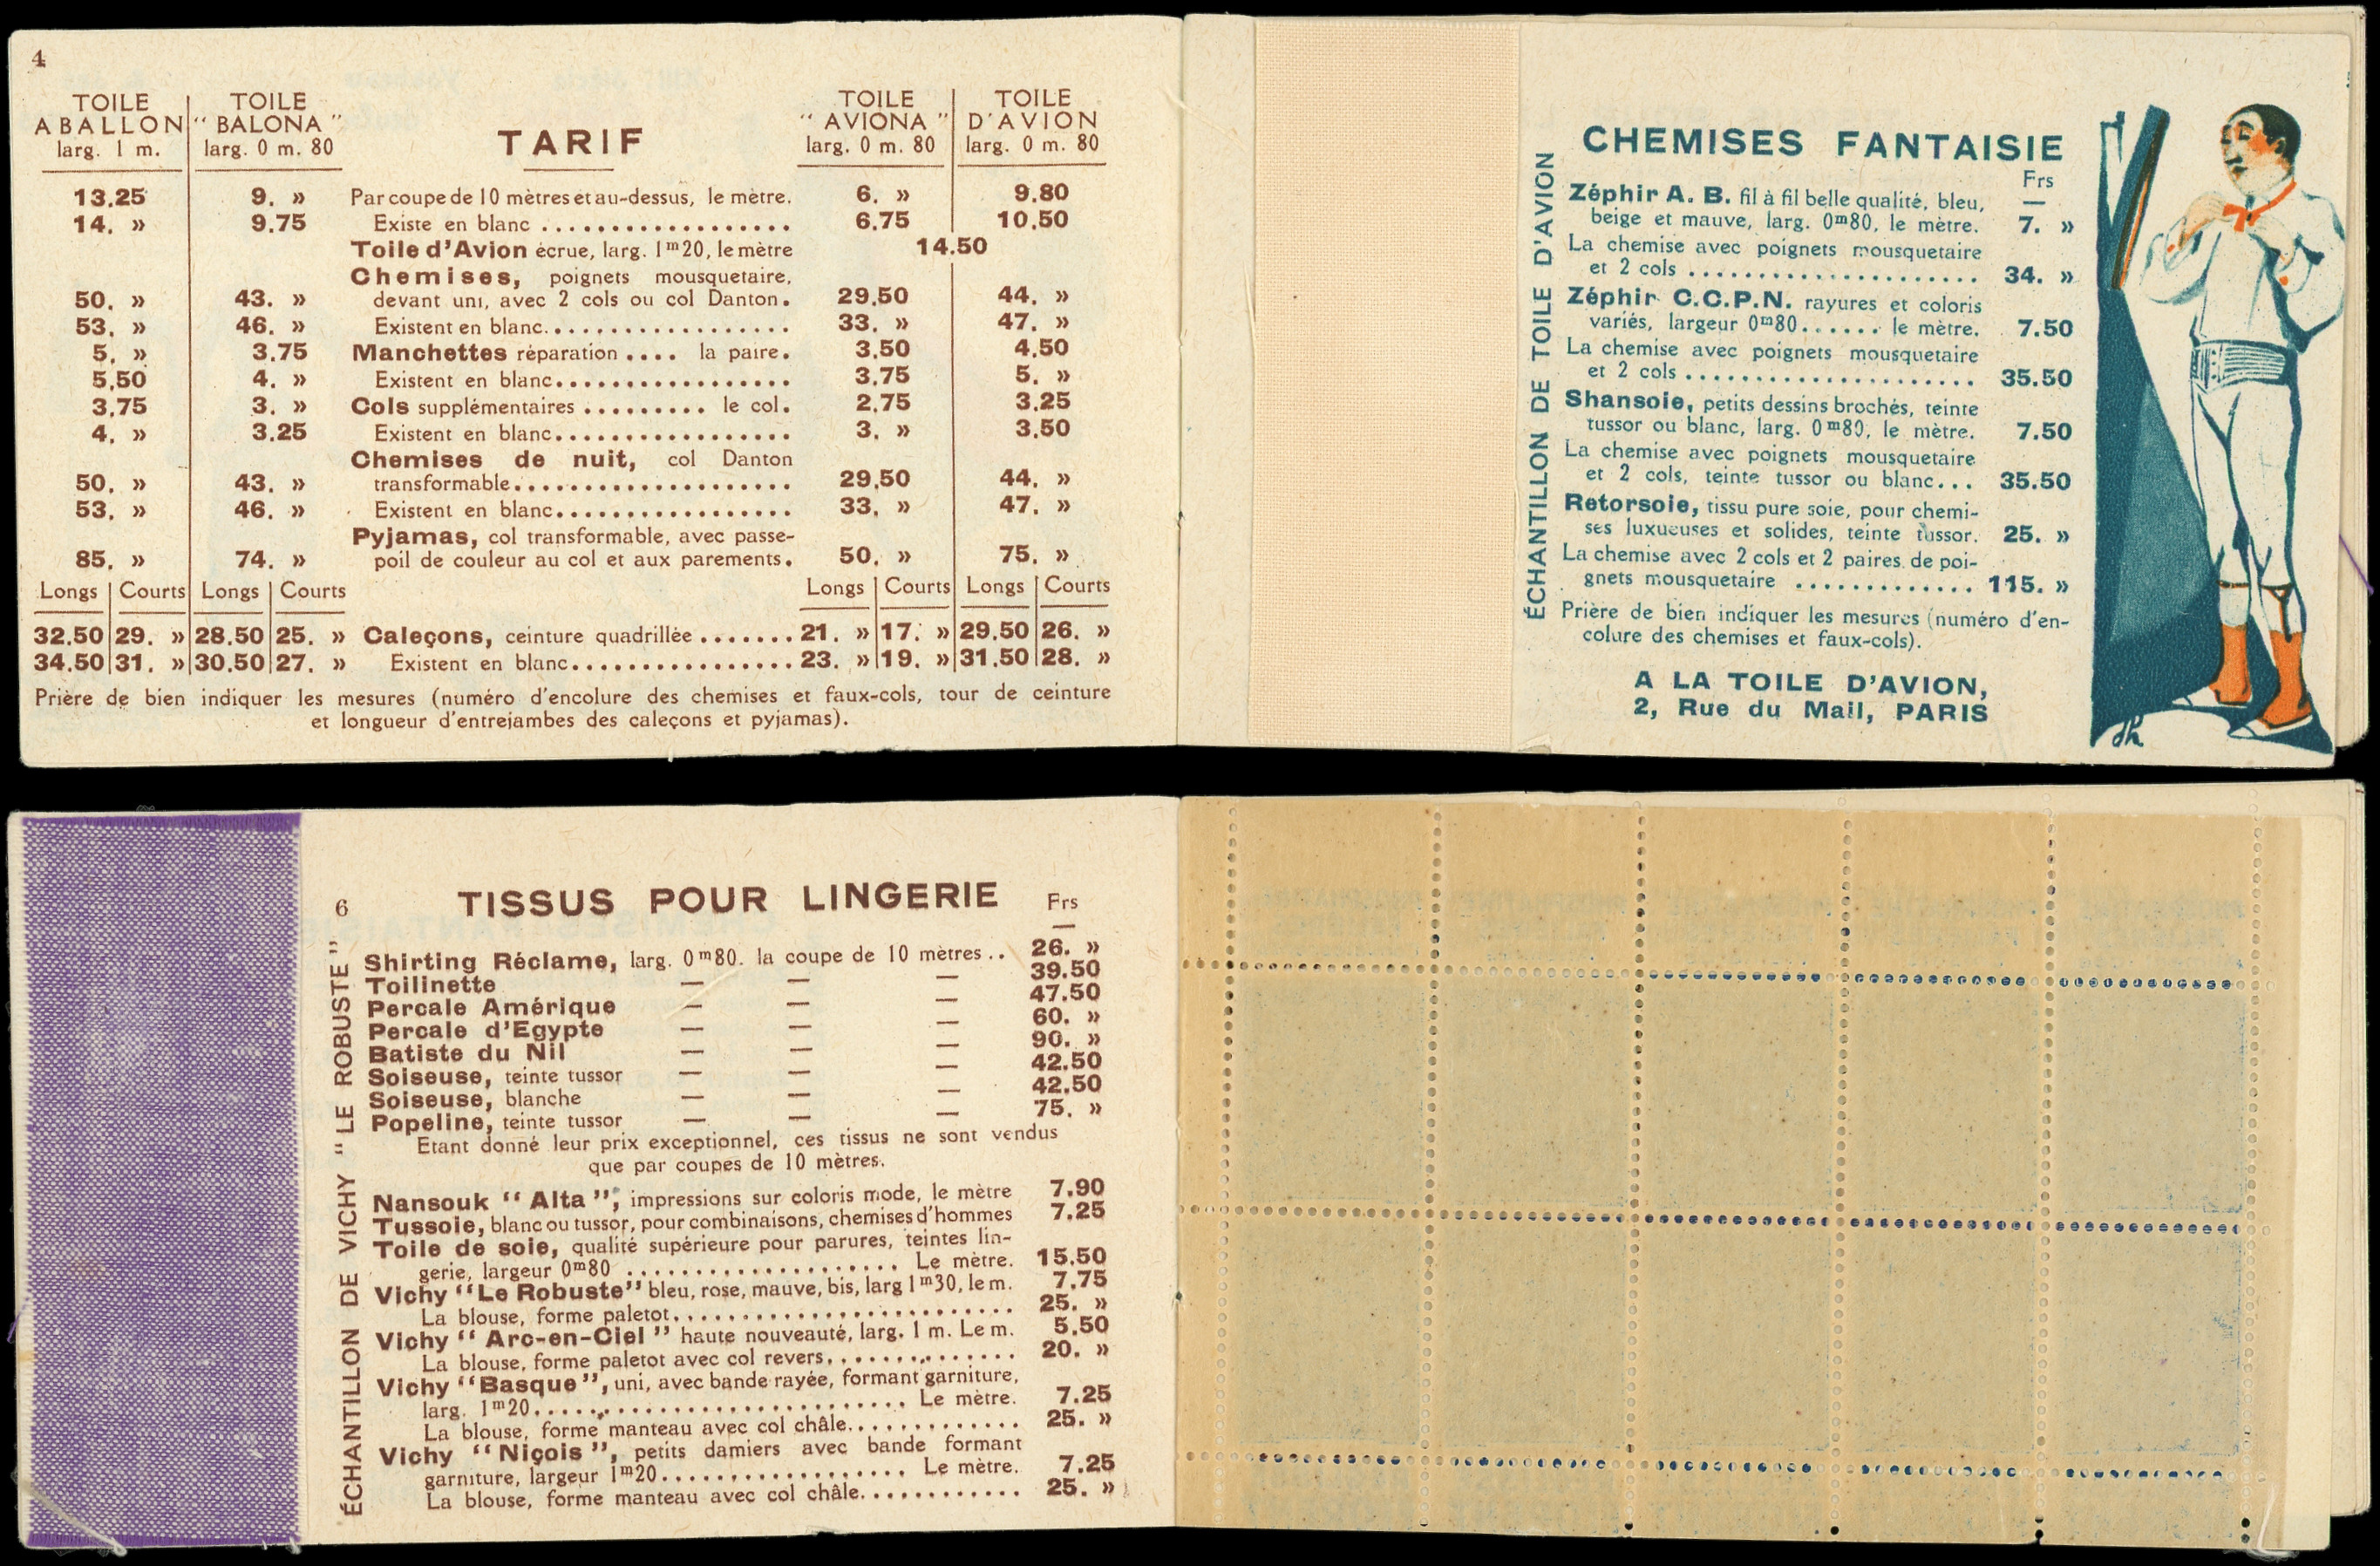 4
TOILE A BALLON larg. 1 m.
TOILE “ BALONA ” larg. 0 m. 80
TARIF
TOILE “ AVIONA ” larg. 0 m. 80
TOILE D'AVION larg. 0 m. 80
13.25 9. » Par coupe de 10 mètres et au-dessus, le mètre. 6. » 9.80
14. » 9.75 Existe en blanc .................. 6.75 10.50
Toile d'Avion écrue, larg. 1m20, le mètre 14.50
Chemises, poignets mousquetaire,
50. » 43. » devant uni, avec 2 cols ou col Danton. 29.50 44. »
53. » 46. » Existent en blanc.................. 33. » 47. »
5. » 3.75 Manchettes réparation .... la paire. 3.50 4.50
5.50 4. » Existent en blanc.................. 3.75 5. »
3.75 3. » Cols supplémentaires ......... le col. 2.75 3.25
4. » 3.25 Existent en blanc.................. 3. » 3.50
Chemises de nuit, col Danton
50. » 43. » transformable.................... 29.50 44. »
53. » 46. » Existent en blanc................. 33. » 47. »
Pyjamas, col transformable, avec passe-
85. » 74. » poil de couleur au col et aux parements. 50. » 75. »
Longs Courts Longs Courts Longs Courts Longs Courts
32.50 29. » 28.50 25. » Caleçons, ceinture quadrillée ....... 21. » 17. » 29.50 26. »
34.50 31. » 30.50 27. » Existent en blanc................ 23. » 19. » 31.50 28. »
Prière de bien indiquer les mesures (numéro d'encolure des chemises et faux-cols, tour de ceinture
et longueur d'entrejambes des caleçons et pyjamas).
ÉCHANTILLON DE TOILE D'AVION
CHEMISES FANTAISIE
Frs
Zéphir A. B. fil à fil belle qualité, bleu,
beige et mauve, larg. 0m80, le mètre. 7. »
La chemise avec poignets mousquetaire
et 2 cols ..................... 34. »
Zéphir C.C.P.N. rayures et coloris
variés, largeur 0m80...... le mètre. 7.50
La chemise avec poignets mousquetaire
et 2 cols ..................... 35.50
Shansoie, petits dessins brochés, teinte
tussor ou blanc, larg. 0m80, le mètre. 7.50
La chemise avec poignets mousquetaire
et 2 cols, teinte tussor ou blanc... 35.50
Retorsoie, tissu pure soie, pour chemi-
ses luxueuses et solides, teinte tussor. 25. »
La chemise avec 2 cols et 2 paires de poi-
gnets mousquetaire ............. 115. »
Prière de bien indiquer les mesures (numéro d'en-
colure des chemises et faux-cols).
A LA TOILE D'AVION,
2, Rue du Mail, PARIS
dh
ÉCHANTILLON DE VICHY “ LE ROBUSTE ”
6
TISSUS POUR LINGERIE
Frs
Shirting Réclame, larg. 0m80. la coupe de 10 mètres .. 26. »
Toilinette — — — 39.50
Percale Amérique — — — 47.50
Percale d'Egypte — — — 60. »
Batiste du Nil — — — 90. »
Soiseuse, teinte tussor — — — 42.50
Soiseuse, blanche — — — 42.50
Popeline, teinte tussor — — — 75. »
Etant donné leur prix exceptionnel, ces tissus ne sont vendus
que par coupes de 10 mètres.
Nansouk “ Alta ”, impressions sur coloris mode, le mètre 7.90
Tussoie, blanc ou tussor, pour combinaisons, chemises d'hommes 7.25
Toile de soie, qualité supérieure pour parures, teintes lin-
gerie, largeur 0m80 .................... Le mètre. 15.50
Vichy “Le Robuste” bleu, rose, mauve, bis, larg 1m30, le m. 7.75
La blouse, forme paletot......................... 25. »
Vichy “ Arc-en-Ciel ” haute nouveauté, larg. 1 m. Le m. 5.50
La blouse, forme paletot avec col revers.............. 20. »
Vichy “Basque”, uni, avec bande rayée, formant garniture,
larg. 1m20........................... Le mètre. 7.25
La blouse, forme manteau avec col châle............. 25. »
Vichy “Niçois”, petits damiers avec bande formant
garniture, largeur 1m20.................. Le mètre. 7.25
La blouse, forme manteau avec col châle............ 25. »